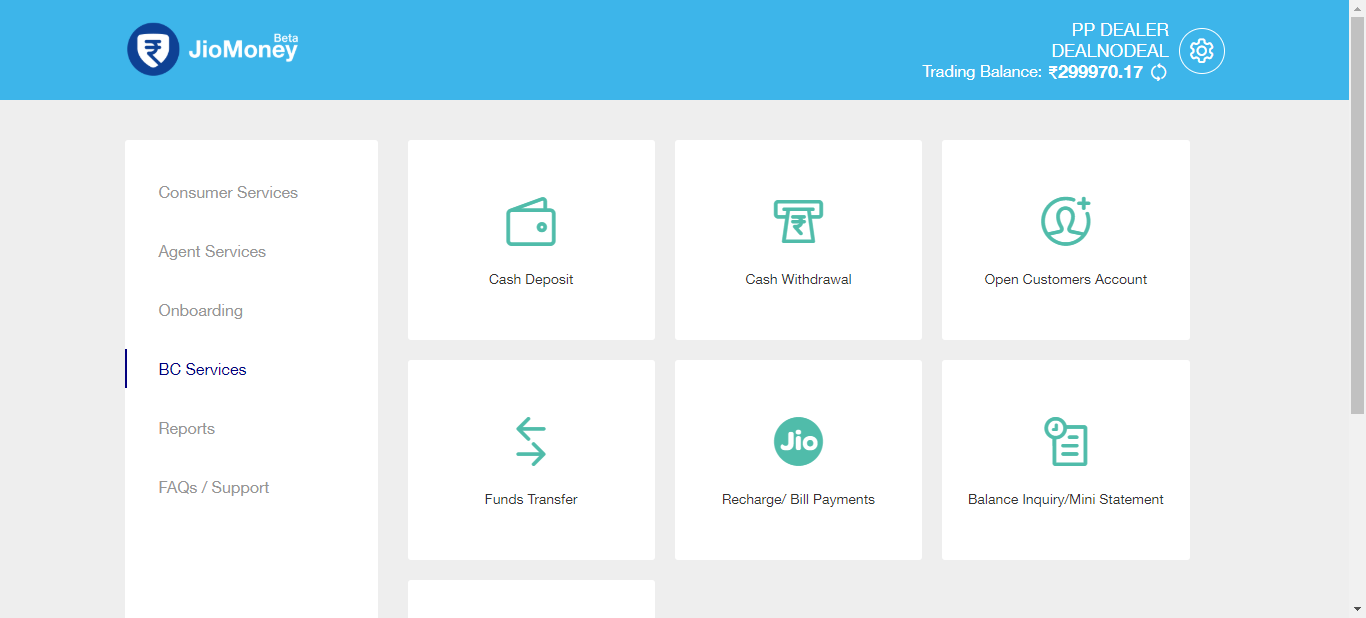 Beta
JioMoney
PP DEALER
DEALNODEAL
Trading Balance: ₹299970.17
Consumer Services
Agent Services
Onboarding
BC Services
Reports
FAQs / Support
Cash Deposit
₹
Cash Withdrawal
Open Customers Account
Funds Transfer
Jio
Recharge/ Bill Payments
Balance Inquiry/Mini Statement